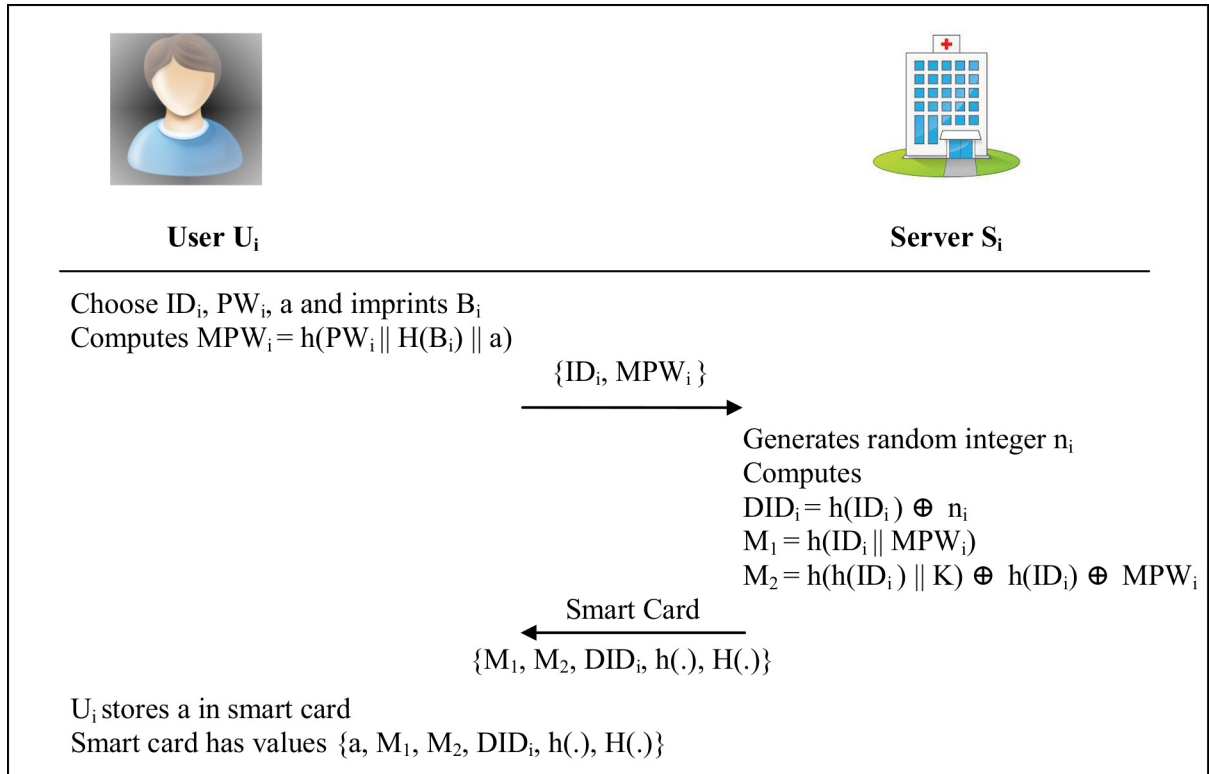 User Uᵢ
Server Sᵢ
Choose IDᵢ, PWᵢ, a and imprints Bᵢ
Computes MPWᵢ = h(PWᵢ || H(Bᵢ) || a)
{IDᵢ, MPWᵢ}
Generates random integer nᵢ
Computes
DIDᵢ = h(IDᵢ) ⊕ nᵢ
M₁ = h(IDᵢ || MPWᵢ)
M₂ = h(h(IDᵢ) || K) ⊕ h(IDᵢ) ⊕ MPWᵢ
Smart Card
{M₁, M₂, DIDᵢ, h(.), H(.)}
Uᵢ stores a in smart card
Smart card has values {a, M₁, M₂, DIDᵢ, h(.), H(.)}